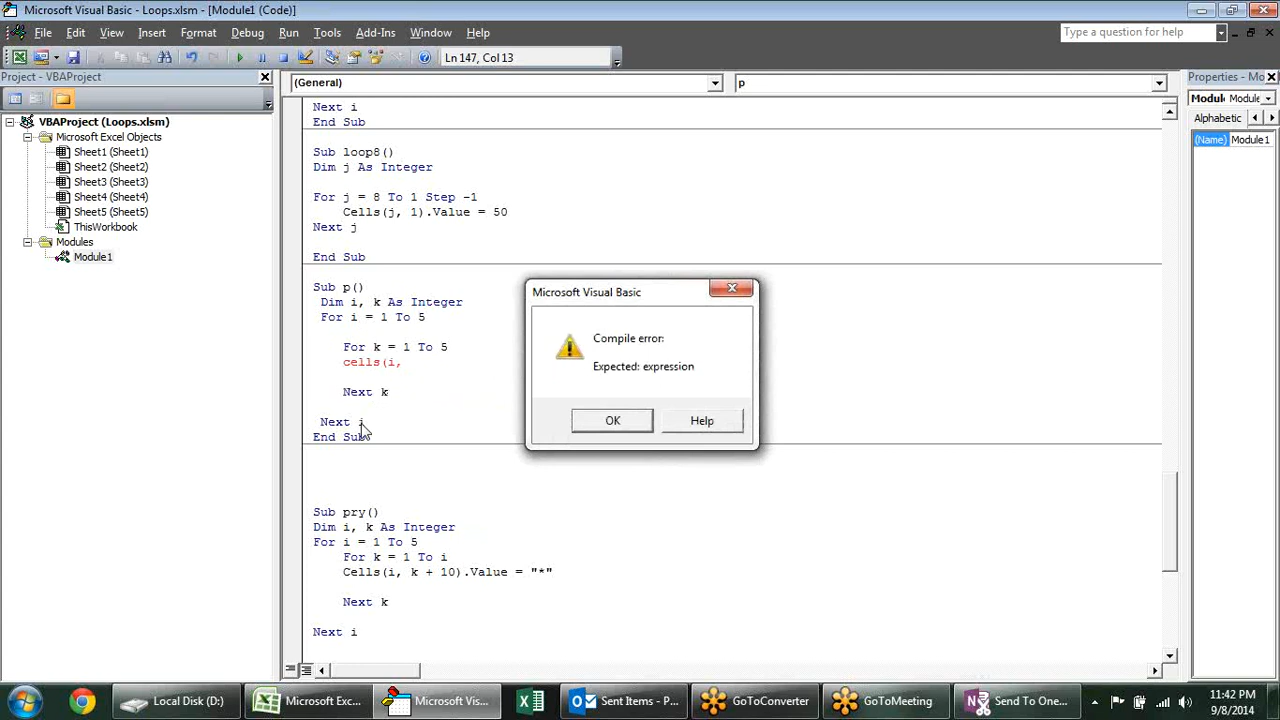 Microsoft Visual Basic - Loops.xlsm - [Module1 (Code)]
File Edit View Insert Format Debug Run Tools Add-Ins Window Help
Type a question for help
Ln 147, Col 13
Project - VBAProject
(General)
p
Properties - Mo
VBAProject (Loops.xlsm)
Microsoft Excel Objects
Sheet1 (Sheet1)
Sheet2 (Sheet2)
Sheet3 (Sheet3)
Sheet4 (Sheet4)
Sheet5 (Sheet5)
ThisWorkbook
Modules
Module1
Module Module
Alphabetic
(Name) Module1
Next i
End Sub
Sub loop8()
Dim j As Integer
For j = 8 To 1 Step -1
Cells(j, 1).Value = 50
Next j
End Sub
Sub p()
Dim i, k As Integer
For i = 1 To 5
For k = 1 To 5
cells(i,
Next k
Next i
End Sub
Microsoft Visual Basic
Compile error:
Expected: expression
OK
Help
Sub pry()
Dim i, k As Integer
For i = 1 To 5
For k = 1 To i
Cells(i, k + 10).Value = "*"
Next k
Next i
Local Disk (D:)
Microsoft Exc...
Microsoft Vis...
Sent Items - P...
GoToConverter
GoToMeeting
Send To One...
11:42 PM
9/8/2014